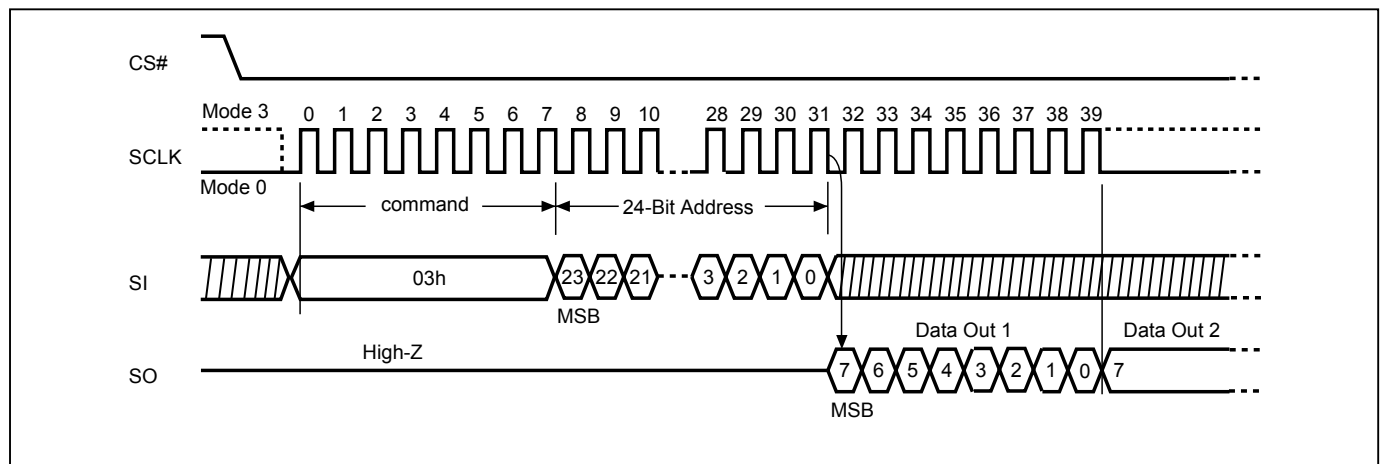 CS#
Mode 3
0 1 2 3 4 5 6 7 8 9 10 28 29 30 31 32 33 34 35 36 37 38 39
SCLK
Mode 0
command
24-Bit Address
SI
03h
23 22 21 3 2 1 0
MSB
Data Out 1
Data Out 2
High-Z
SO
7 6 5 4 3 2 1 0 7
MSB